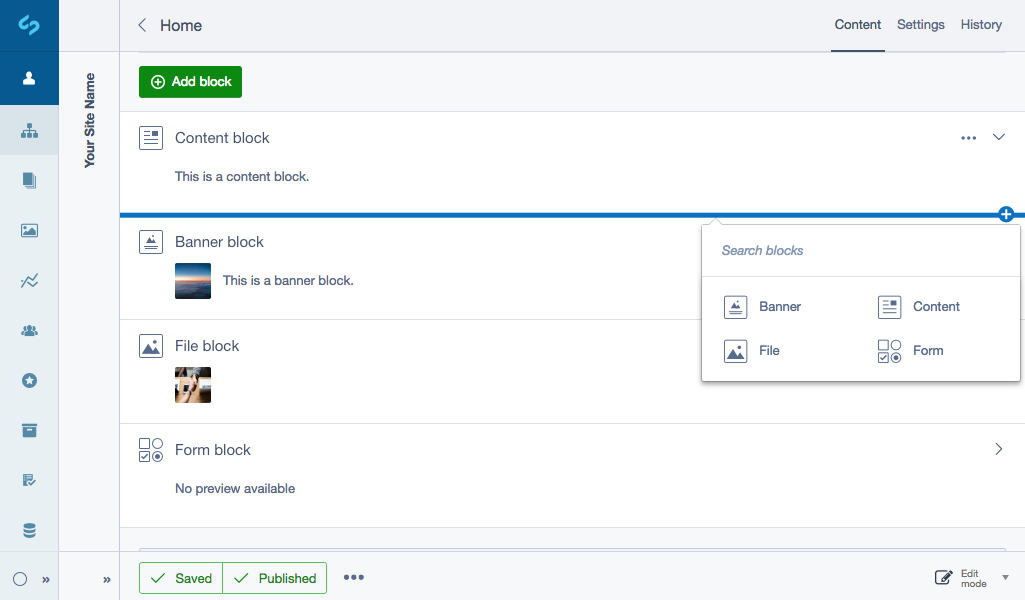 Home
Content Settings History
Your Site Name
Add block
Content block
This is a content block.
Banner block
This is a banner block.
Search blocks
Banner
Content
File
Form
File block
Form block
No preview available
Saved
Published
Edit
mode